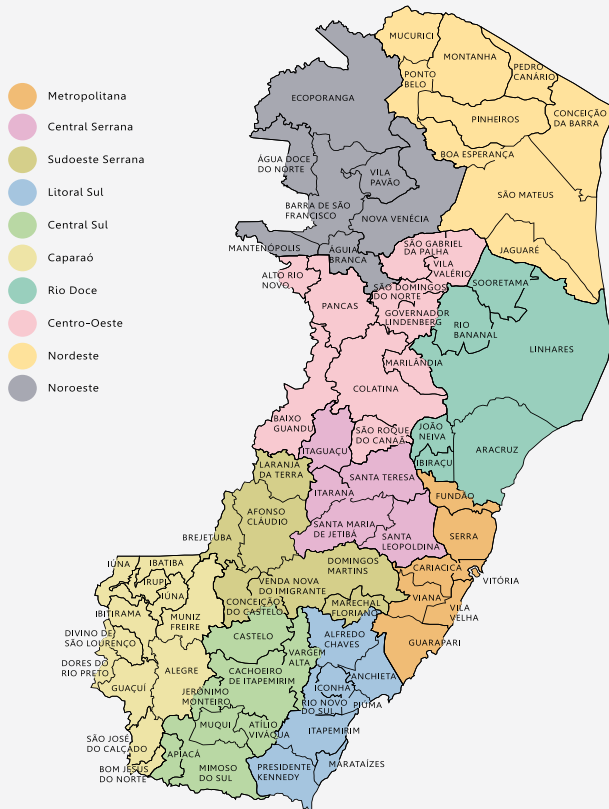 Metropolitana
Central Serrana
Sudoeste Serrana
Litoral Sul
Central Sul
Caparaó
Rio Doce
Centro-Oeste
Nordeste
Noroeste
MUCURICI
MONTANHA
PEDRO
CANÁRIO
PONTO
BELO
ECOPORANGA
PINHEIROS
CONCEIÇÃO
DA BARRA
BOA ESPERANÇA
ÁGUA DOCE
DO NORTE
VILA
PAVÃO
SÃO MATEUS
BARRA DE SÃO
FRANCISCO
NOVA VENÉCIA
MANTENÓPOLIS
ÁGUIA
BRANCA
SÃO GABRIEL
DA PALHA
JAGUARÉ
VILA
VALÉRIO
ALTO RIO
NOVO
SOORETAMA
SÃO DOMINGOS
DO NORTE
PANCAS
GOVERNADOR
LINDENBERG
RIO
BANANAL
LINHARES
MARILÂNDIA
COLATINA
BAIXO
GUANDU
SÃO ROQUE
DO CANAÃ
JOÃO
NEIVA
ITAGUAÇU
ARACRUZ
IBIRAÇU
LARANJA
DA TERRA
SANTA TERESA
ITARANA
FUNDÃO
AFONSO
CLÁUDIO
SANTA MARIA
DE JETIBÁ
SANTA
LEOPOLDINA
SERRA
BREJETUBA
IÚNA
IBATIBA
IRUPI
IÚNA
DOMINGOS
MARTINS
CARIACICA
VITÓRIA
VENDA NOVA
DO IMIGRANTE
VIANA
CONCEIÇÃO
DO CASTELO
MARECHAL
FLORIANO
VILA
VELHA
IBITIRAMA
MUNIZ
FREIRE
DIVINO DE
SÃO LOURENÇO
CASTELO
ALFREDO
CHAVES
GUARAPARI
DORES DO
RIO PRETO
ALEGRE
VARGEM
ALTA
CACHOEIRO
DE ITAPEMIRIM
ANCHIETA
GUAÇUÍ
JERÔNIMO
MONTEIRO
ICONHA
RIO NOVO
DO SUL
PIÚMA
MUQUI
ATÍLIO
VIVÁQUA
ITAPEMIRIM
SÃO JOSÉ
DO CALÇADO
APIACÁ
BOM JESUS
DO NORTE
MIMOSO
DO SUL
PRESIDENTE
KENNEDY
MARATAÍZES